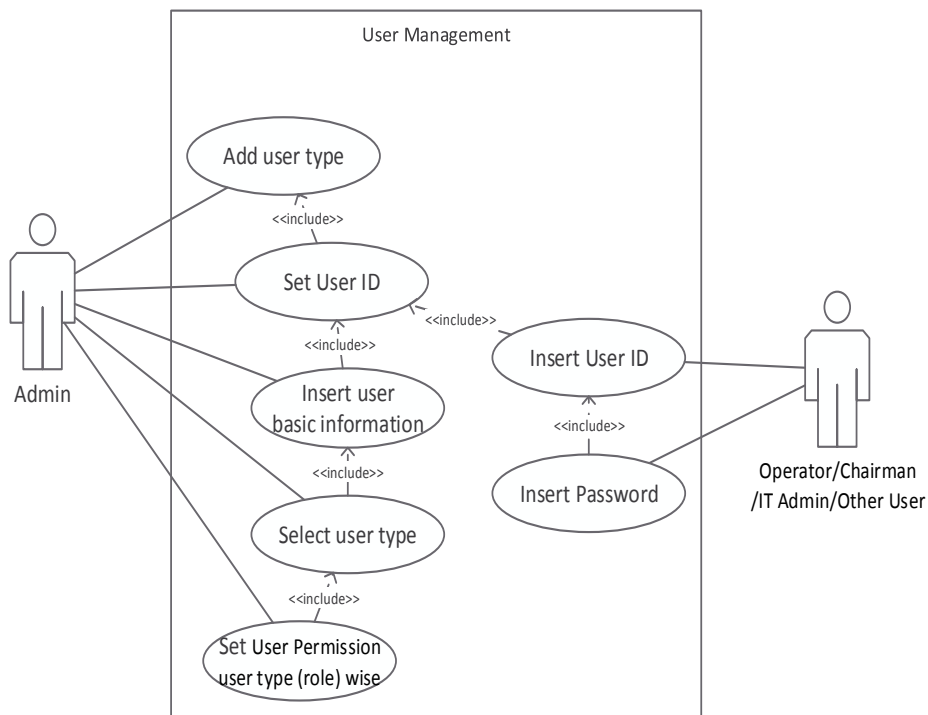 User Management
Add user type
<<include>>
Set User ID
<<include>>
<<include>>
Insert User ID
Admin
Insert user
basic information
<<include>>
<<include>>
Insert Password
Operator/Chairman
/IT Admin/Other User
Select user type
<<include>>
Set User Permission
user type (role) wise